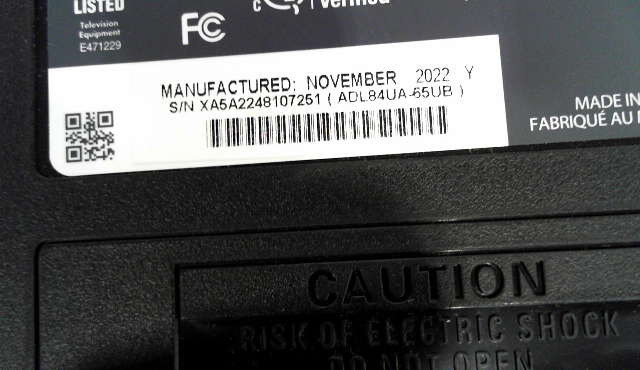 LISTED
Television
Equipment
E471229
FC
c
Verified
MANUFACTURED: NOVEMBER 2022 Y
S/N XA5A2248107251 ( ADL84UA-65UB )
MADE IN
FABRIQUÉ AU
CAUTION
RISK OF ELECTRIC SHOCK
DO NOT OPEN